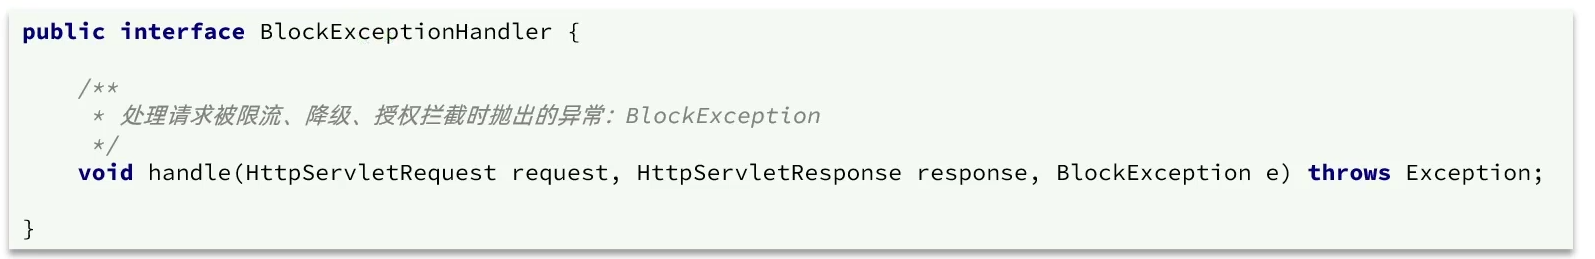 public interface BlockExceptionHandler {
/**
* 处理请求被限流、降级、授权拦截时抛出的异常：BlockException
*/
void handle(HttpServletRequest request, HttpServletResponse response, BlockException e) throws Exception;
}